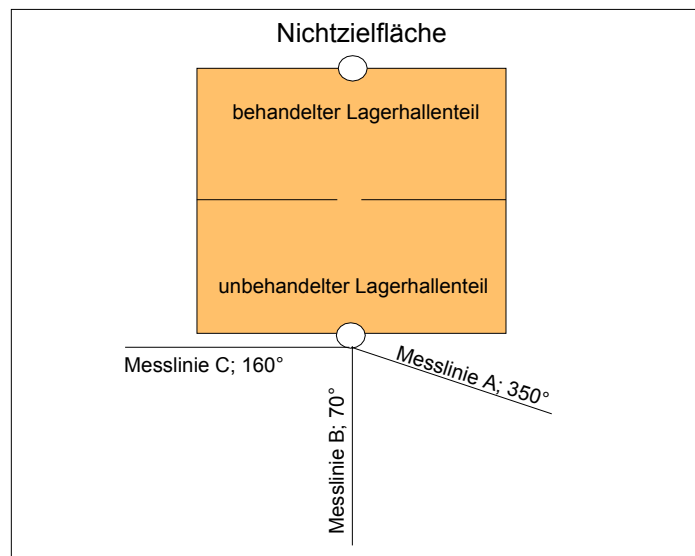 Nichtzielfläche
behandelter Lagerhallenteil
unbehandelter Lagerhallenteil
Messlinie C; 160°
Messlinie A; 350°
Messlinie B; 70°